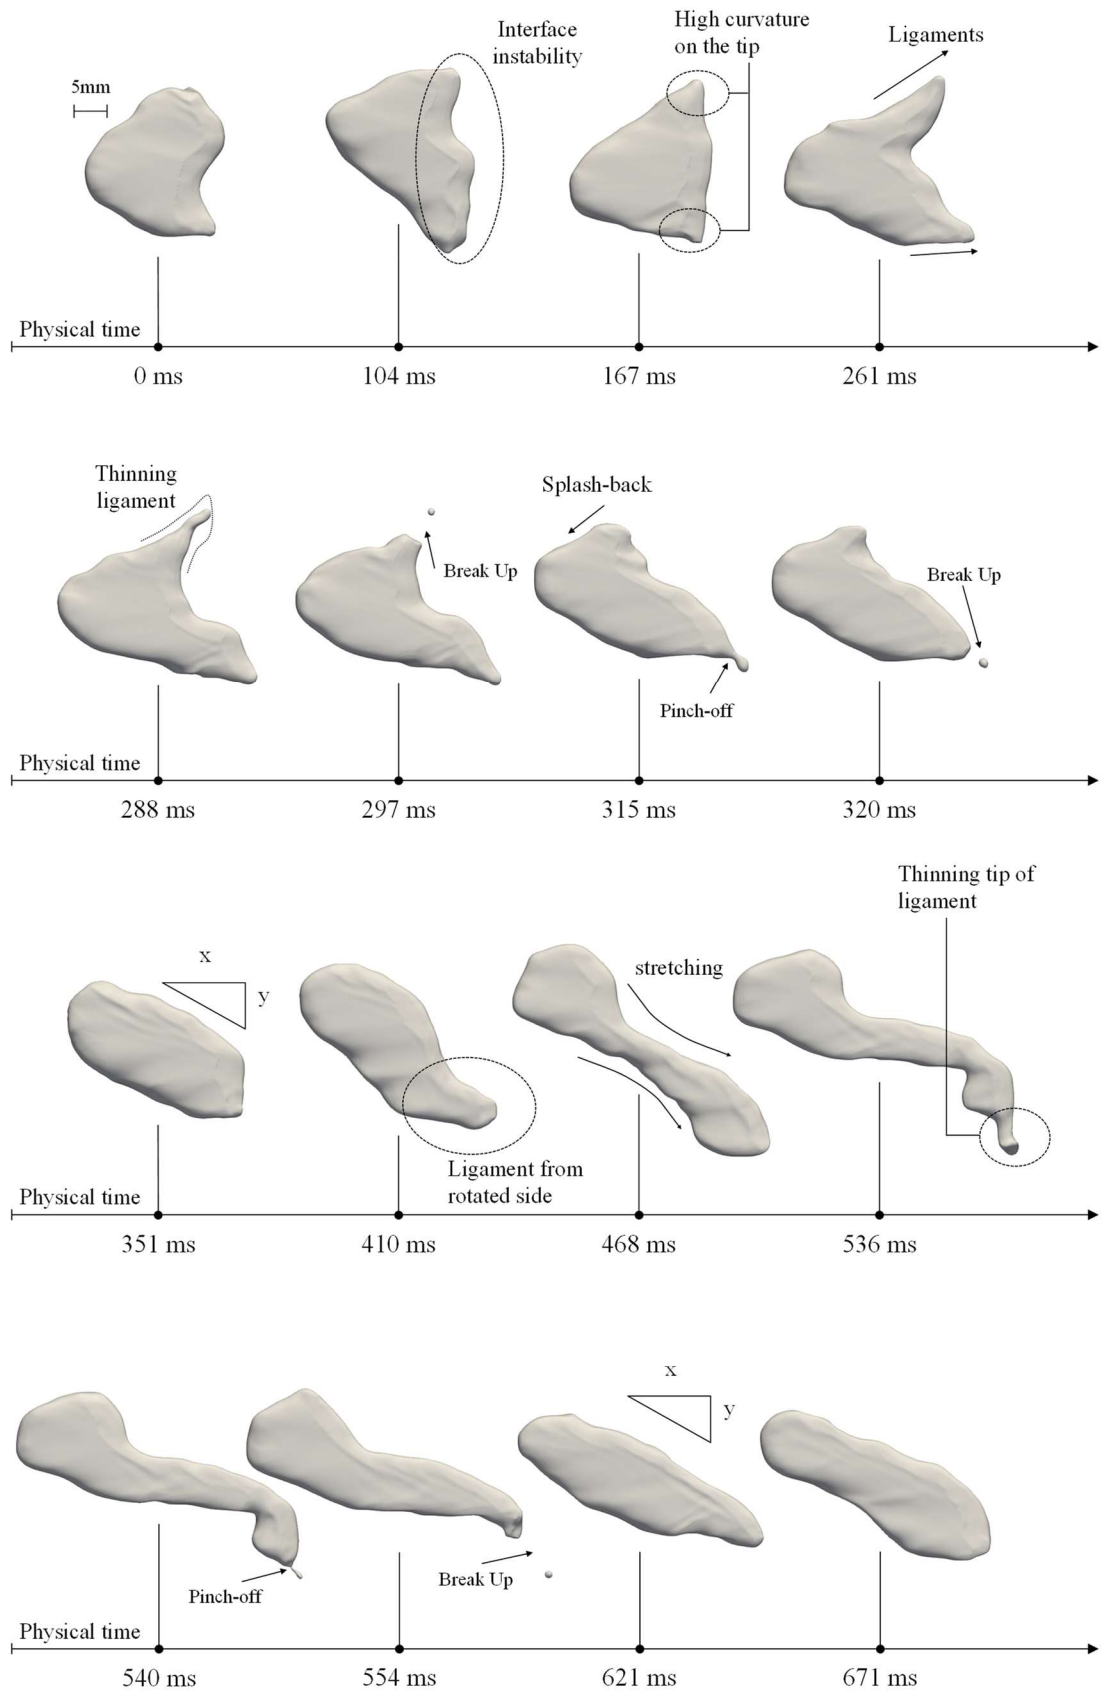 Interface
instability
High curvature
on the tip
Ligaments
5mm
Physical time
0 ms
104 ms
167 ms
261 ms
Thinning
ligament
Break Up
Splash-back
Pinch-off
Break Up
Physical time
288 ms
297 ms
315 ms
320 ms
Thinning tip of
ligament
x
y
stretching
Ligament from
rotated side
Physical time
351 ms
410 ms
468 ms
536 ms
x
y
Pinch-off
Break Up
Physical time
540 ms
554 ms
621 ms
671 ms